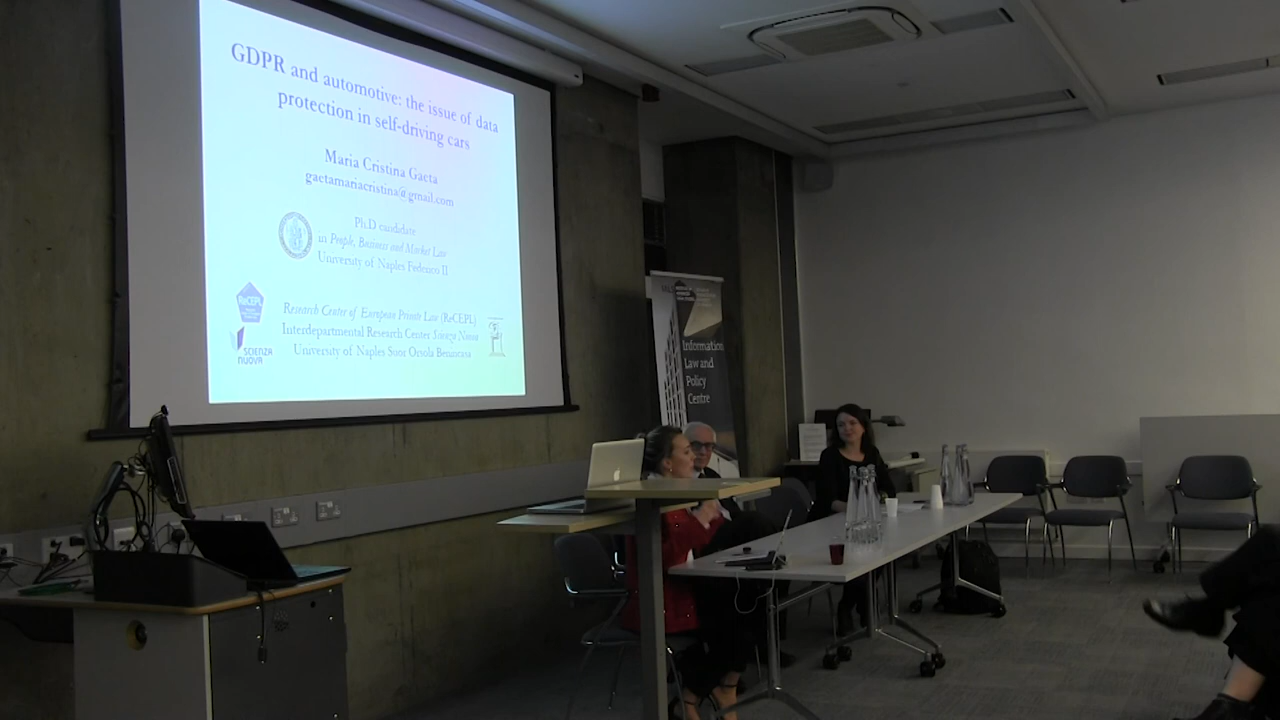 GDPR and automotive: the issue of data
protection in self-driving cars
Maria Cristina Gaeta
gaetamariacristina@gmail.com
Ph.D candidate
in People, Business and Market Law
University of Naples Federico II
ReCEPL
Research Center of European Private Law (ReCEPL)
Interdepartmental Research Center Scienza Nuova
University of Naples Suor Orsola Benincasa
SCIENZA
NUOVA
Information
Law and
Policy
Centre